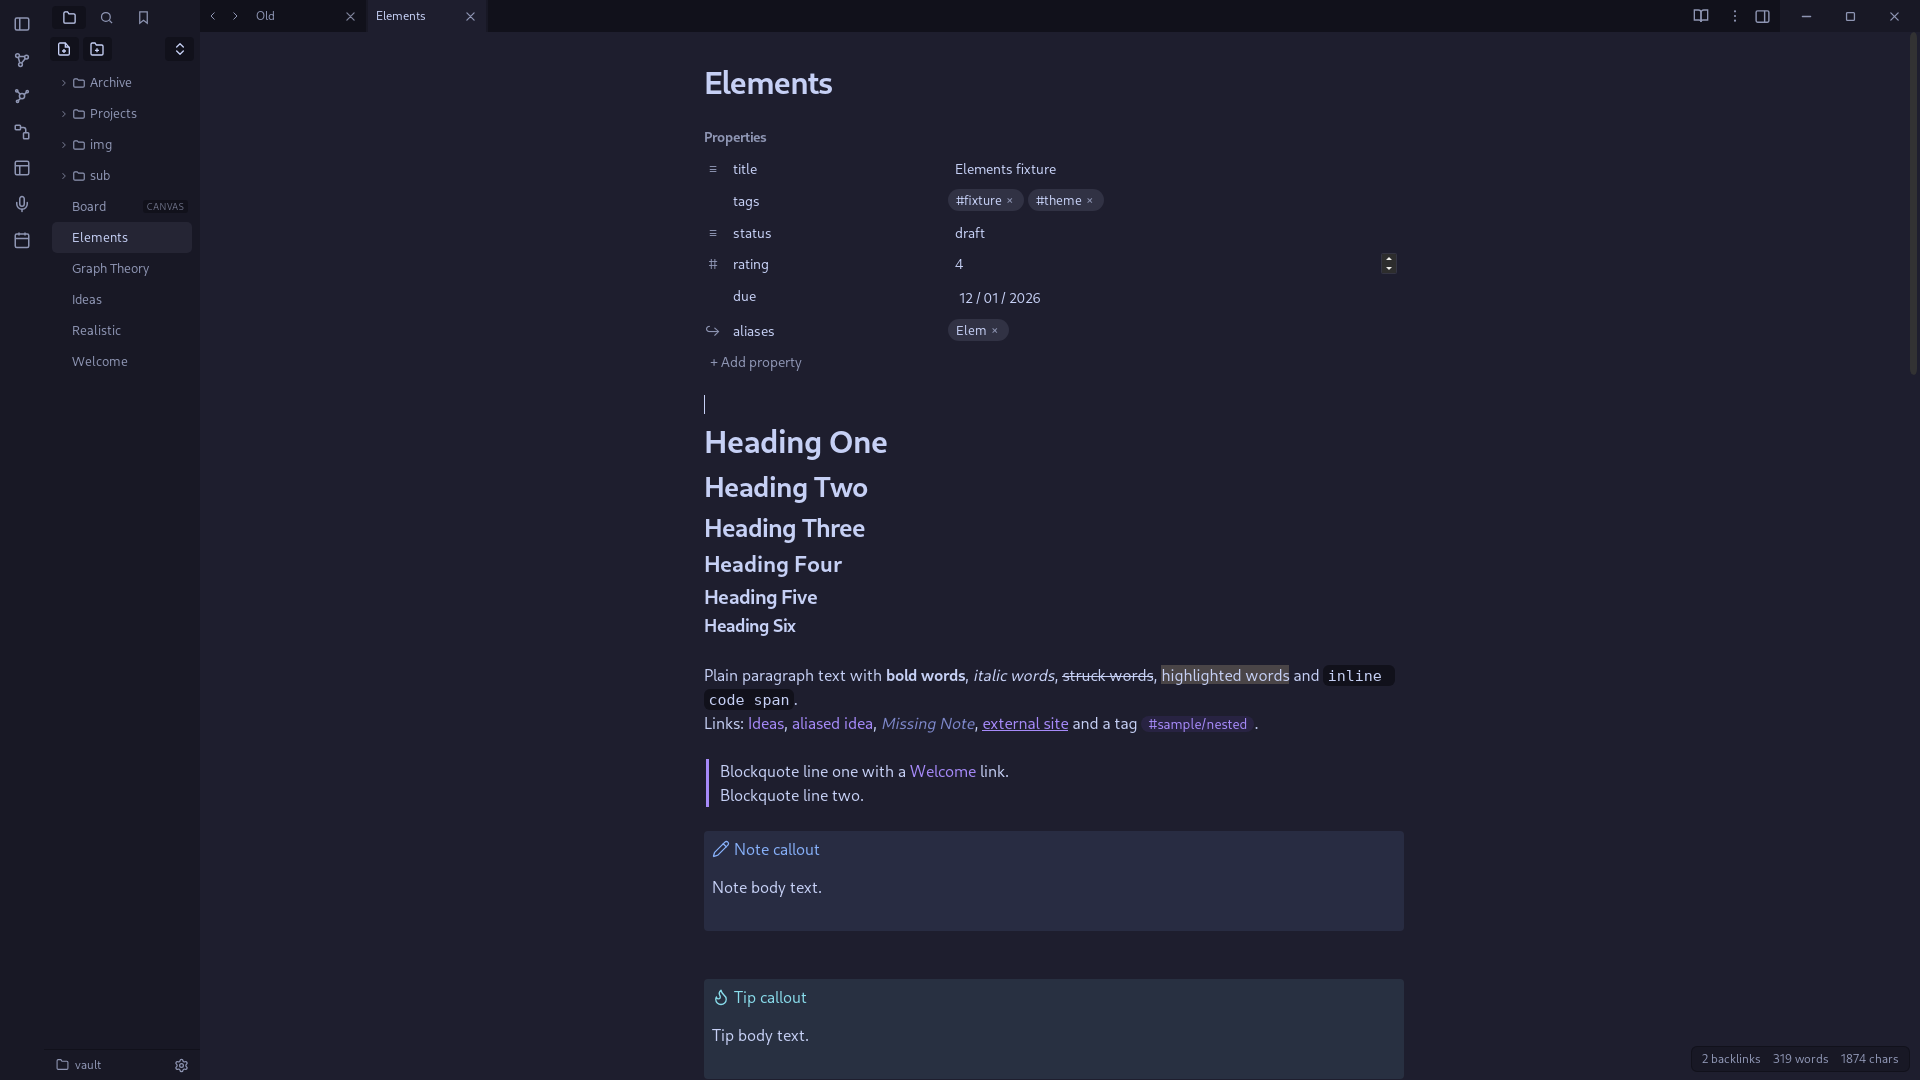 Old
Elements
Archive
Projects
img
sub
Board CANVAS
Elements
Graph Theory
Ideas
Realistic
Welcome
vault
Elements
Properties
title Elements fixture
tags #fixture × #theme ×
status draft
rating 4
due 12 / 01 / 2026
aliases Elem ×
+ Add property
Heading One
Heading Two
Heading Three
Heading Four
Heading Five
Heading Six
Plain paragraph text with bold words, italic words, struck words, highlighted words and inline
code span.
Links: Ideas, aliased idea, Missing Note, external site and a tag #sample/nested.
Blockquote line one with a Welcome link.
Blockquote line two.
Note callout
Note body text.
Tip callout
Tip body text.
2 backlinks 319 words 1874 chars